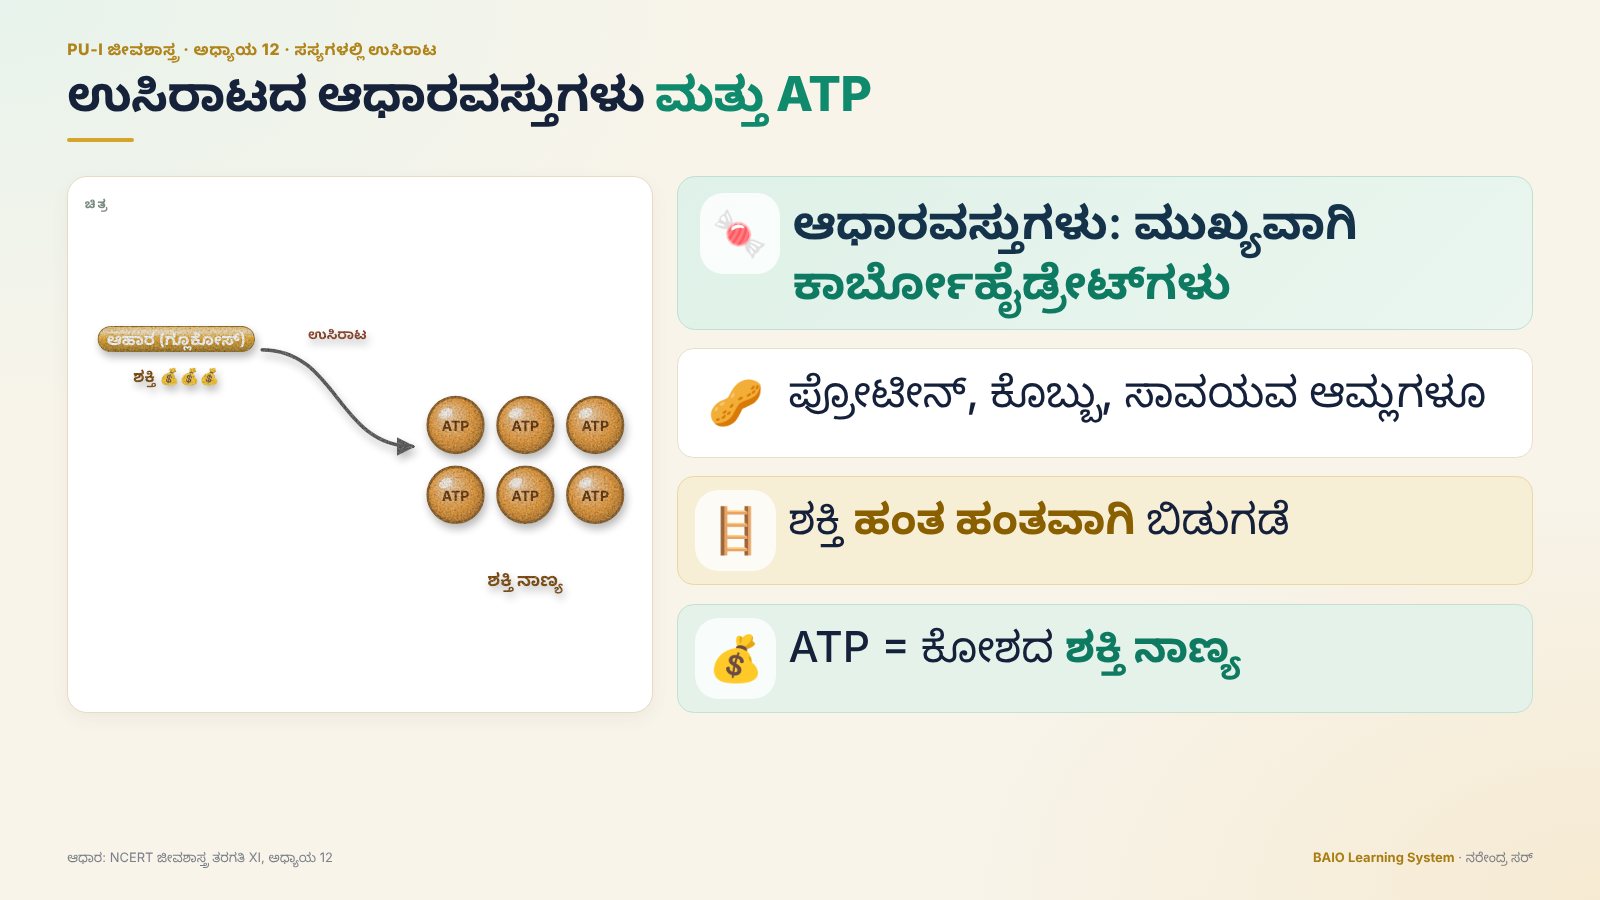 PU-I ಜೀವಶಾಸ್ತ್ರ · ಅಧ್ಯಾಯ 12 · ಸಸ್ಯಗಳಲ್ಲಿ ಉಸಿರಾಟ
ಉಸಿರಾಟದ ಆಧಾರವಸ್ತುಗಳು ಮತ್ತು ATP
ಚಿತ್ರ
ಆಹಾರ (ಗ್ಲೂಕೋಸ್)
ಉಸಿರಾಟ
ಶಕ್ತಿ 💰💰💰
ATP ATP ATP
ATP ATP ATP
ಶಕ್ತಿ ನಾಣ್ಯ
ಆಧಾರವಸ್ತುಗಳು: ಮುಖ್ಯವಾಗಿ
ಕಾರ್ಬೋಹೈಡ್ರೇಟ್‌ಗಳು
ಪ್ರೋಟೀನ್, ಕೊಬ್ಬು, ಸಾವಯವ ಆಮ್ಲಗಳೂ
ಶಕ್ತಿ ಹಂತ ಹಂತವಾಗಿ ಬಿಡುಗಡೆ
ATP = ಕೋಶದ ಶಕ್ತಿ ನಾಣ್ಯ
ಆಧಾರ: NCERT ಜೀವಶಾಸ್ತ್ರ ತರಗತಿ XI, ಅಧ್ಯಾಯ 12
BAIO Learning System · ನರೇಂದ್ರ ಸರ್